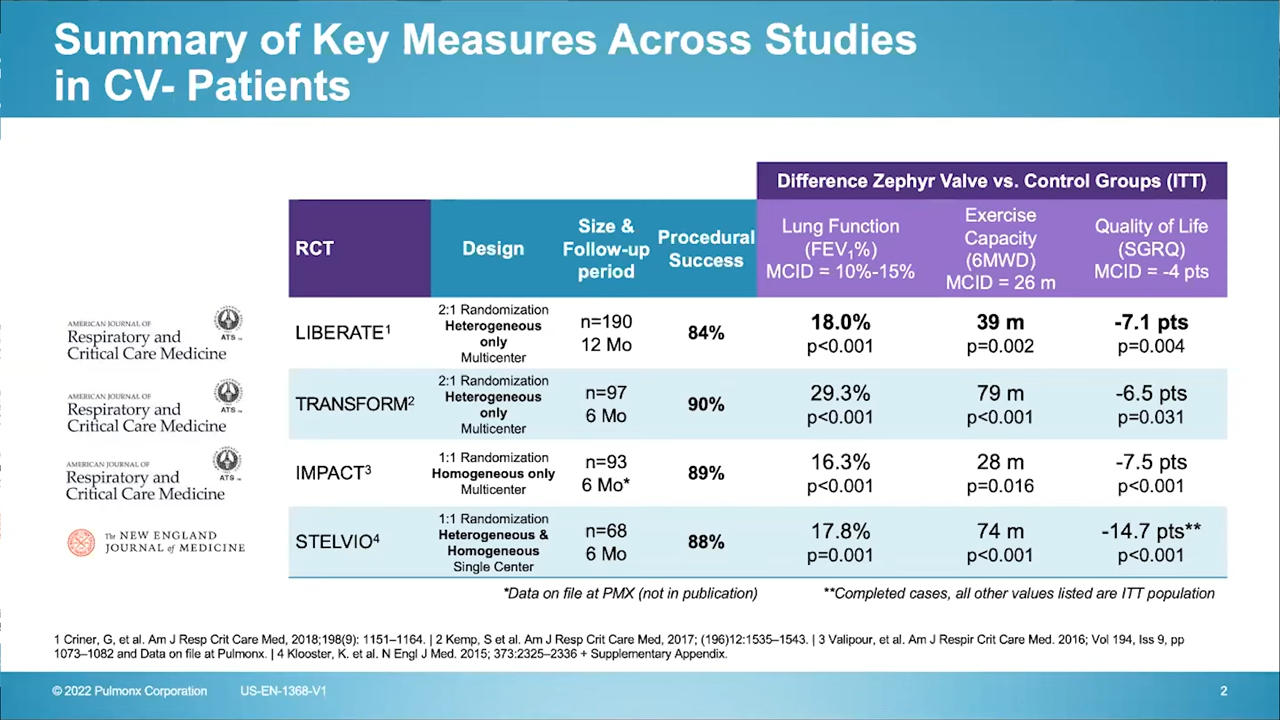 Summary of Key Measures Across Studies
in CV- Patients
Difference Zephyr Valve vs. Control Groups (ITT)
RCT
Design
Size &
Follow-up
period
Procedural
Success
Lung Function
(FEV₁%)
MCID = 10%-15%
Exercise
Capacity
(6MWD)
MCID = 26 m
Quality of Life
(SGRQ)
MCID = -4 pts
AMERICAN JOURNAL OF
Respiratory and
Critical Care Medicine
ATS
LIBERATE¹
2:1 Randomization
Heterogeneous
only
Multicenter
n=190
12 Mo
84%
18.0%
p<0.001
39 m
p=0.002
-7.1 pts
p=0.004
AMERICAN JOURNAL OF
Respiratory and
Critical Care Medicine
ATS
TRANSFORM²
2:1 Randomization
Heterogeneous
only
Multicenter
n=97
6 Mo
90%
29.3%
p<0.001
79 m
p<0.001
-6.5 pts
p=0.031
AMERICAN JOURNAL OF
Respiratory and
Critical Care Medicine
ATS
IMPACT³
1:1 Randomization
Homogeneous only
Multicenter
n=93
6 Mo*
89%
16.3%
p<0.001
28 m
p=0.016
-7.5 pts
p<0.001
The NEW ENGLAND
JOURNAL of MEDICINE
STELVIO⁴
1:1 Randomization
Heterogeneous &
Homogeneous
Single Center
n=68
6 Mo
88%
17.8%
p=0.001
74 m
p<0.001
-14.7 pts**
p<0.001
*Data on file at PMX (not in publication)
**Completed cases, all other values listed are ITT population
1 Criner, G, et al. Am J Resp Crit Care Med, 2018;198(9): 1151–1164. | 2 Kemp, S et al. Am J Resp Crit Care Med, 2017; (196)12:1535–1543. | 3 Valipour, et al. Am J Respir Crit Care Med. 2016; Vol 194, Iss 9, pp
1073–1082 and Data on file at Pulmonx. | 4 Klooster, K. et al. N Engl J Med. 2015; 373:2325–2336 + Supplementary Appendix.
© 2022 Pulmonx Corporation
US-EN-1368-V1
2